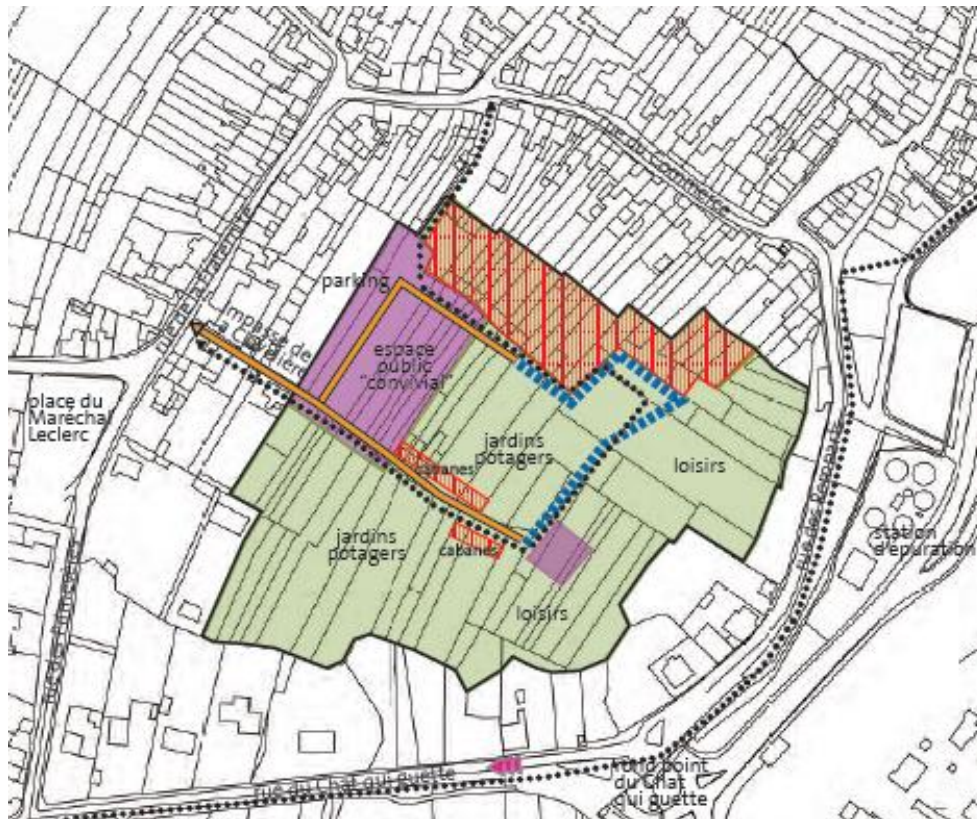 parking
impasse de
la
espace
public
"convivial"
place du
Maréchal
Leclerc
jardins
potagers
cabanes
loisirs
jardins
potagers
cabanes
loisirs
station
d'épuration
rue du Chat qui guette
rond point
du Chat
qui guette